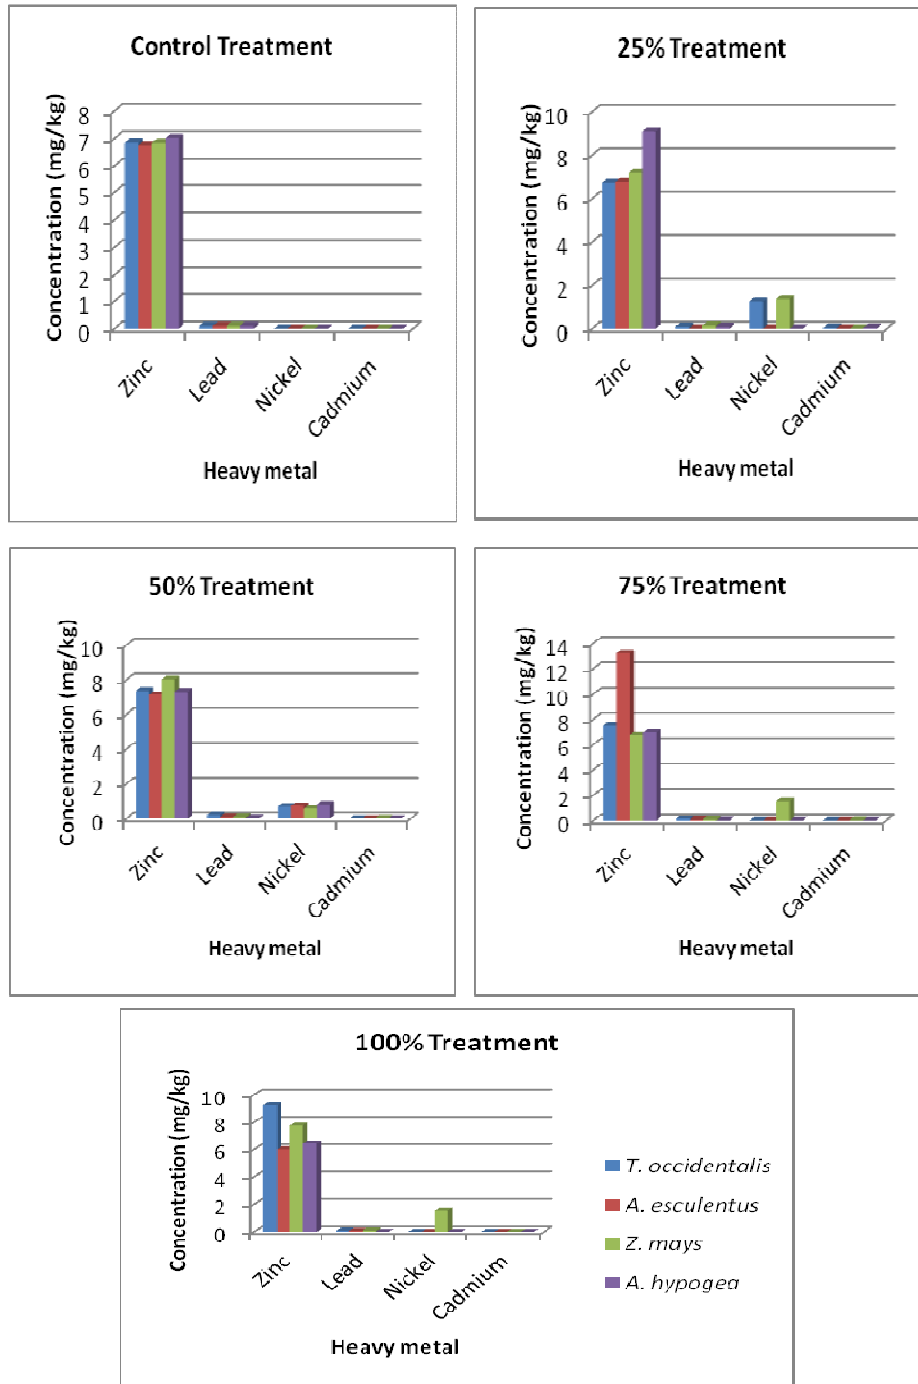 Control Treatment
Concentration (mg/kg)
8
7
6
5
4
3
2
1
0
Zinc
Lead
Nickel
Cadmium
Heavy metal
25% Treatment
Concentration (mg/kg)
10
8
6
4
2
0
Zinc
Lead
Nickel
Cadmium
Heavy metal
50% Treatment
Concentration (mg/kg)
10
8
6
4
2
0
Zinc
Lead
Nickel
Cadmium
Heavy metal
75% Treatment
Concentration (mg/kg)
14
12
10
8
6
4
2
0
Zinc
Lead
Nickel
Cadmium
Heavy metal
100% Treatment
Concentration (mg/kg)
10
8
6
4
2
0
Zinc
Lead
Nickel
Cadmium
Heavy metal
T. occidentalis
A. esculentus
Z. mays
A. hypogea